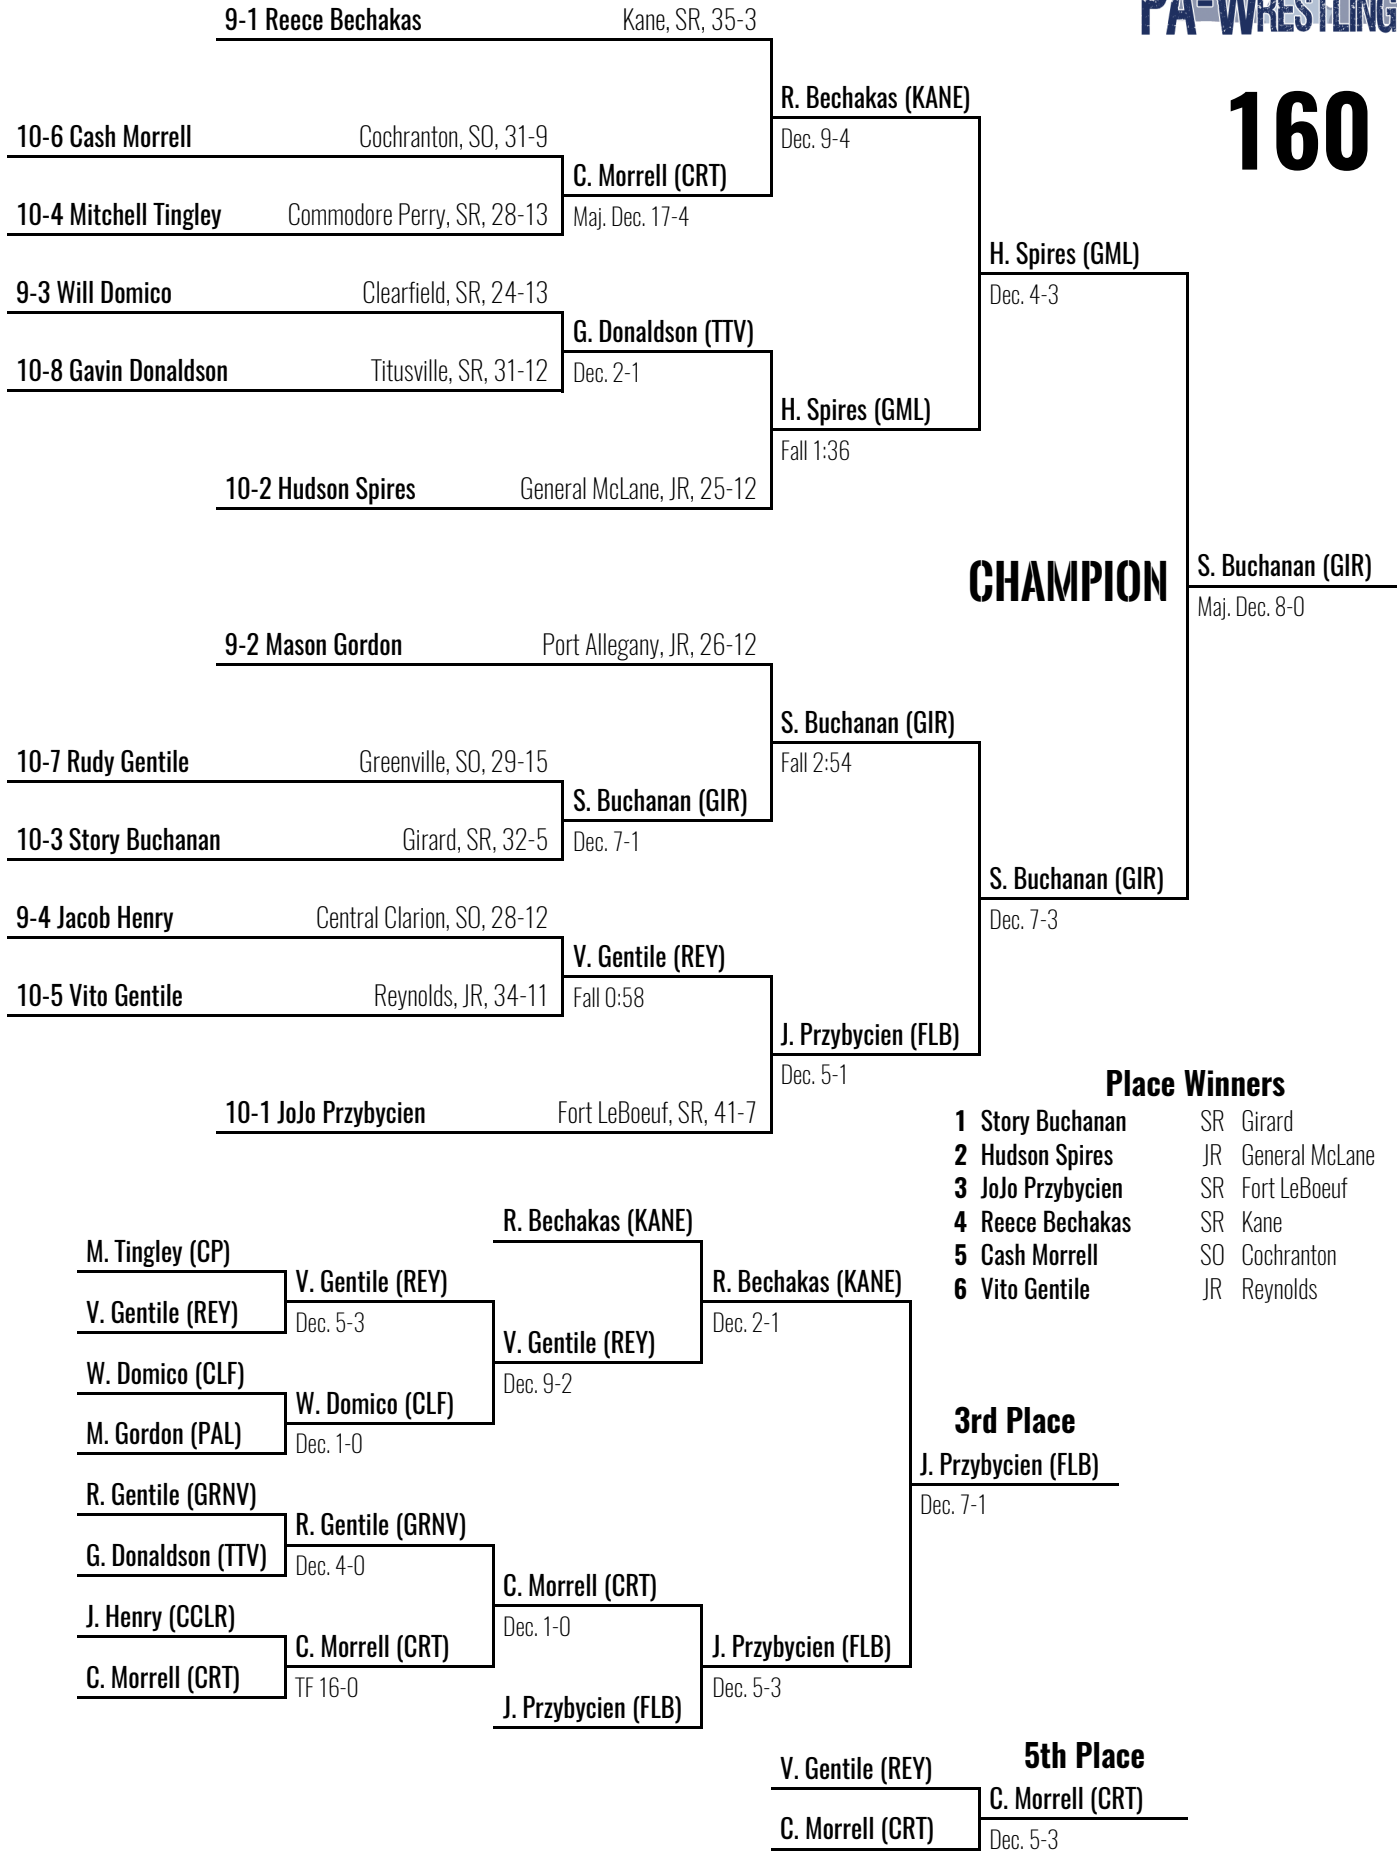 PA-WRESTLING
160
9-1 Reece Bechakas Kane, SR, 35-3
R. Bechakas (KANE)
Dec. 9-4
10-6 Cash Morrell Cochranton, SO, 31-9
C. Morrell (CRT)
Maj. Dec. 17-4
10-4 Mitchell Tingley Commodore Perry, SR, 28-13
H. Spires (GML)
Dec. 4-3
9-3 Will Domico Clearfield, SR, 24-13
G. Donaldson (TTV)
Dec. 2-1
10-8 Gavin Donaldson Titusville, SR, 31-12
H. Spires (GML)
Fall 1:36
10-2 Hudson Spires General McLane, JR, 25-12
CHAMPION
S. Buchanan (GIR)
Maj. Dec. 8-0
9-2 Mason Gordon Port Allegany, JR, 26-12
S. Buchanan (GIR)
Fall 2:54
10-7 Rudy Gentile Greenville, SO, 29-15
S. Buchanan (GIR)
Dec. 7-1
10-3 Story Buchanan Girard, SR, 32-5
S. Buchanan (GIR)
Dec. 7-3
9-4 Jacob Henry Central Clarion, SO, 28-12
V. Gentile (REY)
Fall 0:58
10-5 Vito Gentile Reynolds, JR, 34-11
J. Przybycien (FLB)
Dec. 5-1
10-1 JoJo Przybycien Fort LeBoeuf, SR, 41-7
Place Winners
1 Story Buchanan SR Girard
2 Hudson Spires JR General McLane
3 JoJo Przybycien SR Fort LeBoeuf
4 Reece Bechakas SR Kane
5 Cash Morrell SO Cochranton
6 Vito Gentile JR Reynolds
R. Bechakas (KANE)
M. Tingley (CP)
V. Gentile (REY)
Dec. 5-3
V. Gentile (REY)
R. Bechakas (KANE)
Dec. 2-1
V. Gentile (REY)
Dec. 9-2
W. Domico (CLF)
W. Domico (CLF)
Dec. 1-0
M. Gordon (PAL)
3rd Place
J. Przybycien (FLB)
Dec. 7-1
R. Gentile (GRNV)
R. Gentile (GRNV)
Dec. 4-0
G. Donaldson (TTV)
C. Morrell (CRT)
Dec. 1-0
J. Henry (CCLR)
C. Morrell (CRT)
TF 16-0
C. Morrell (CRT)
J. Przybycien (FLB)
Dec. 5-3
J. Przybycien (FLB)
5th Place
V. Gentile (REY)
C. Morrell (CRT)
Dec. 5-3
C. Morrell (CRT)